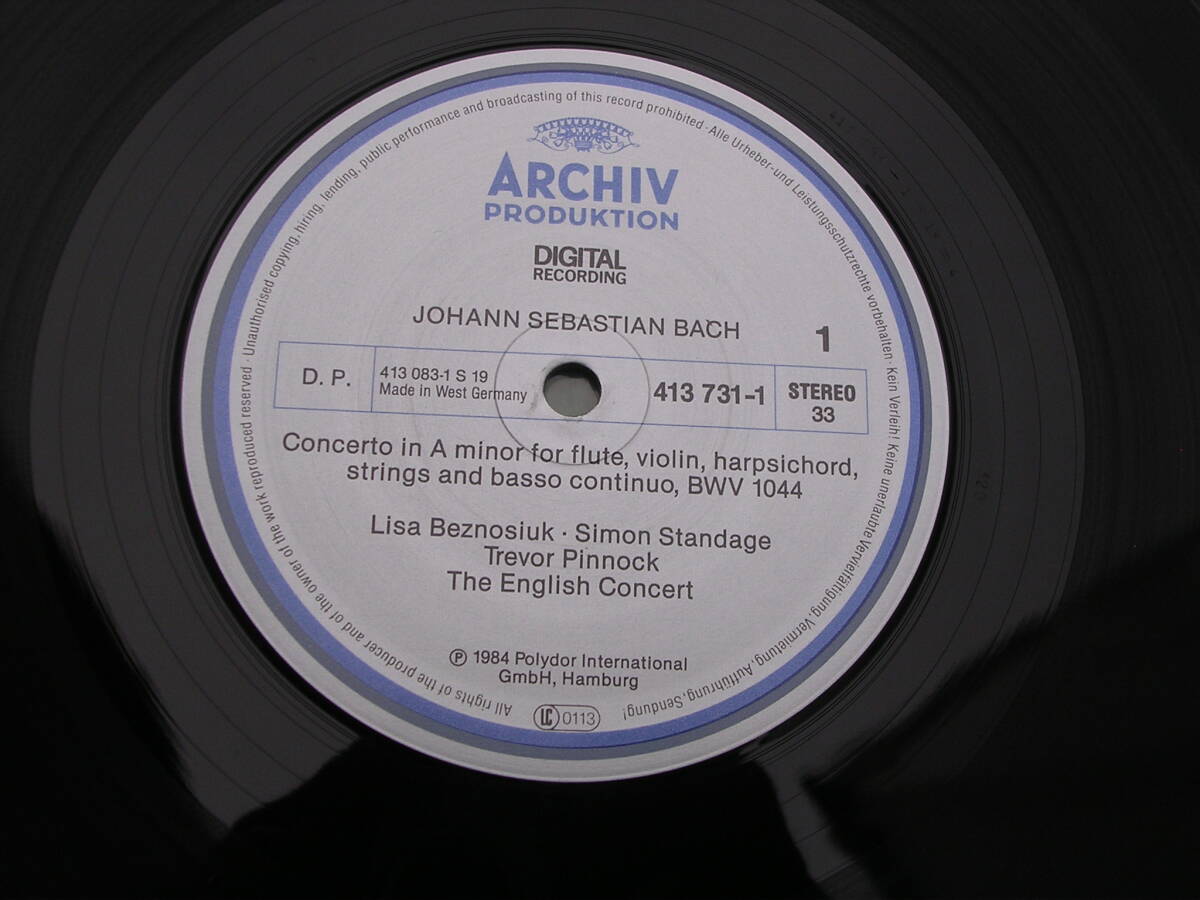 ARCHIV
PRODUKTION
DIGITAL
RECORDING
JOHANN SEBASTIAN BACH
1
D. P.
413 083-1 S 19
Made in West Germany
413 731-1
STEREO
33
Concerto in A minor for flute, violin, harpsichord,
strings and basso continuo, BWV 1044
Lisa Beznosiuk · Simon Standage
Trevor Pinnock
The English Concert
℗ 1984 Polydor International
GmbH, Hamburg
LC 0113
All rights of the producer and of the owner of the work reproduced reserved · Unauthorised copying, hiring, lending, public performance and broadcasting of this record prohibited · Alle Urheber- und Leistungsschutzrechte vorbehalten · Kein Verleih! Keine unerlaubte Vervielfältigung, Vermietung, Aufführung, Sendung!